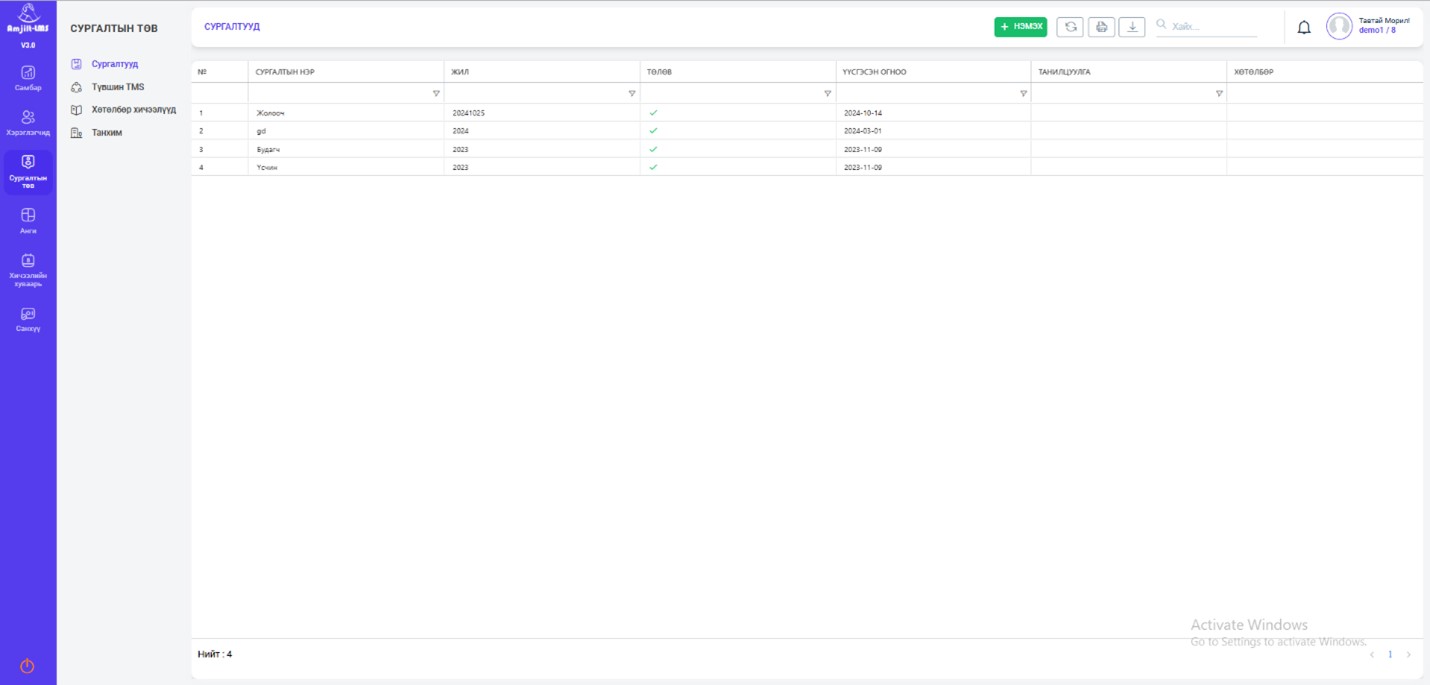 Amjilt-LMS
V3.0
Самбар
Хэрэглэгчид
Сургалтын
төв
Анги
Хичээлийн
хуваарь
Санхүү
СУРГАЛТЫН ТӨВ
Сургалтууд
Түвшин TMS
Хөтөлбөр хичээлүүд
Танхим
СУРГАЛТУУД
+ НЭМЭХ
Хайх...
Тавтай Морил!
demo1 / 8
№ СУРГАЛТЫН НЭР ЖИЛ ТӨЛӨВ ҮҮСГЭСЭН ОГНОО ТАНИЛЦУУЛГА ХӨТӨЛБӨР
1 Жолооч 20241025 ✓ 2024-10-14
2 gd 2024 ✓ 2024-03-01
3 Будагч 2023 ✓ 2023-11-09
4 Үсчин 2023 ✓ 2023-11-09
Activate Windows
Go to Settings to activate Windows.
Нийт : 4
< 1 >